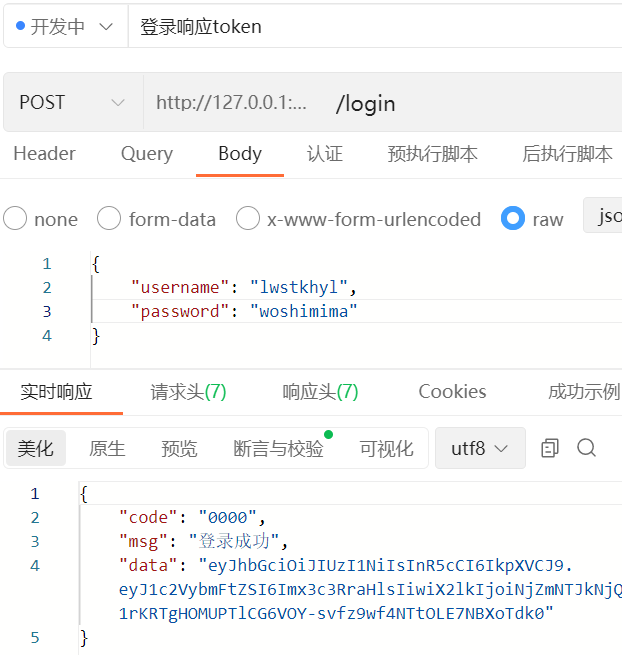 开发中 登录响应token
POST http://127.0.0.1:... /login
Header Query Body 认证 预执行脚本 后执行脚本
none form-data x-www-form-urlencoded raw jso
1 {
2 "username": "lwstkhyl",
3 "password": "woshimima"
4 }
实时响应 请求头(7) 响应头(7) Cookies 成功示例
美化 原生 预览 断言与校验 可视化 utf8
1 {
2 "code": "0000",
3 "msg": "登录成功",
4 "data": "eyJhbGciOiJIUzI1NiIsInR5cCI6IkpXVCJ9.
eyJ1c2VybmFtZSI6Imx3c3RraHlsIiwiX2lkIjoiNjZmNTJkNjQ
1rKRTgHOMUPTlCG6VOY-svfz9wf4NTtOLE7NBXoTdk0"
5 }